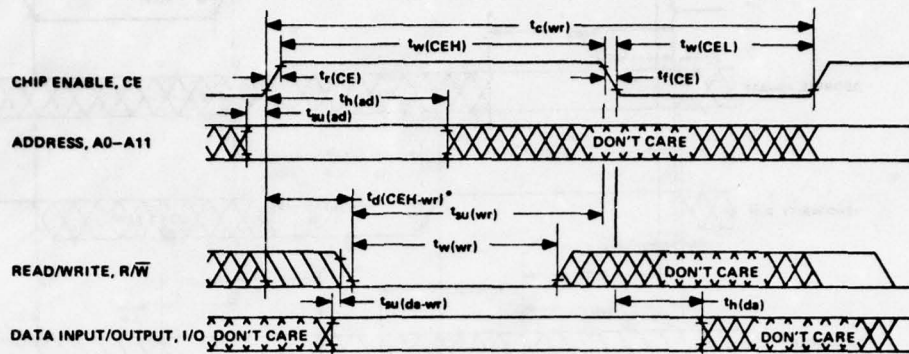 tc(wr)
tw(CEH)
tw(CEL)
CHIP ENABLE, CE
tr(CE)
tf(CE)
th(ad)
tsu(ad)
ADDRESS, A0–A11
DON'T CARE
td(CEH-wr)*
tsu(wr)
tw(wr)
READ/WRITE, R/W̅
DON'T CARE
tsu(da-wr)
th(da)
DATA INPUT/OUTPUT, I/O DON'T CARE
DON'T CARE